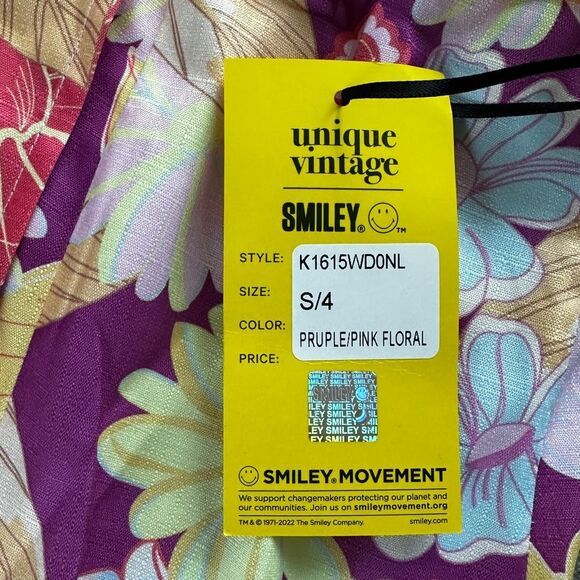 unique
vintage
SMILEY® ™
STYLE: K1615WD0NL
SIZE: S/4
COLOR: PRUPLE/PINK FLORAL
PRICE:
SMILEY® MOVEMENT
We support changemakers protecting our planet and
our communities. Join us on smileymovement.org
TM & © 1971-2022 The Smiley Company. smiley.com